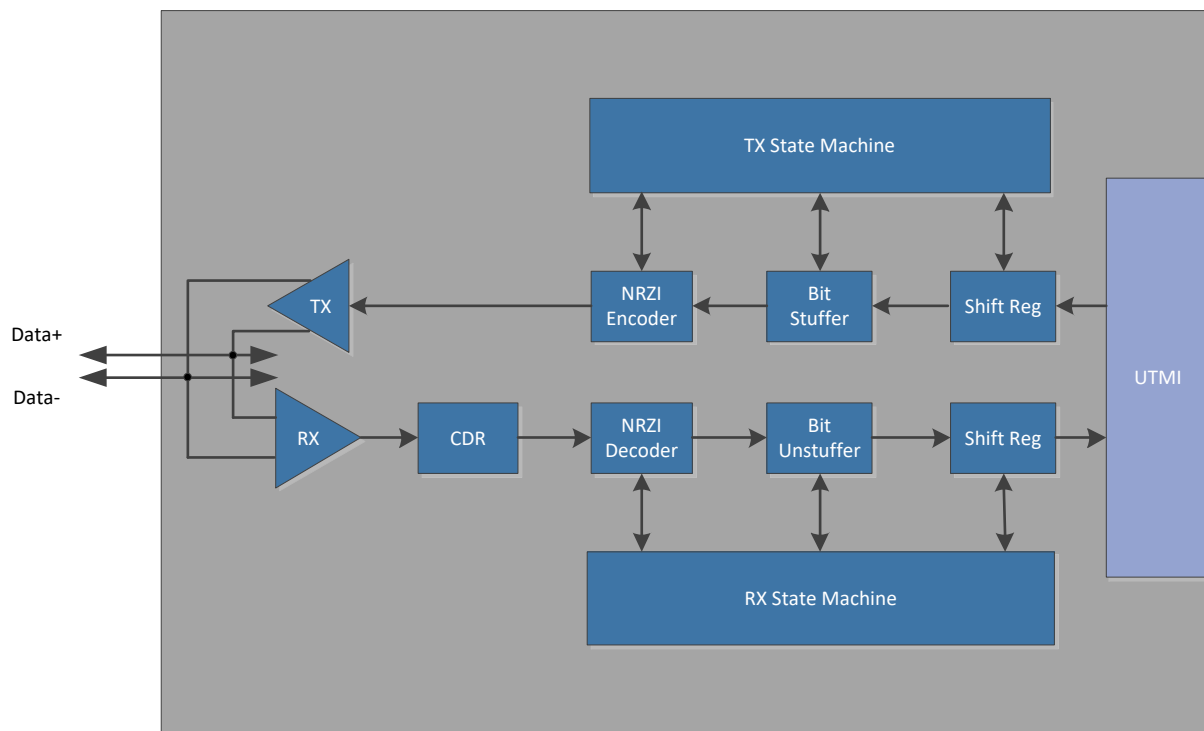 TX State Machine
TX
NRZI
Encoder
Bit
Stuffer
Shift Reg
Data+
Data-
UTMI
RX
CDR
NRZI
Decoder
Bit
Unstuffer
Shift Reg
RX State Machine